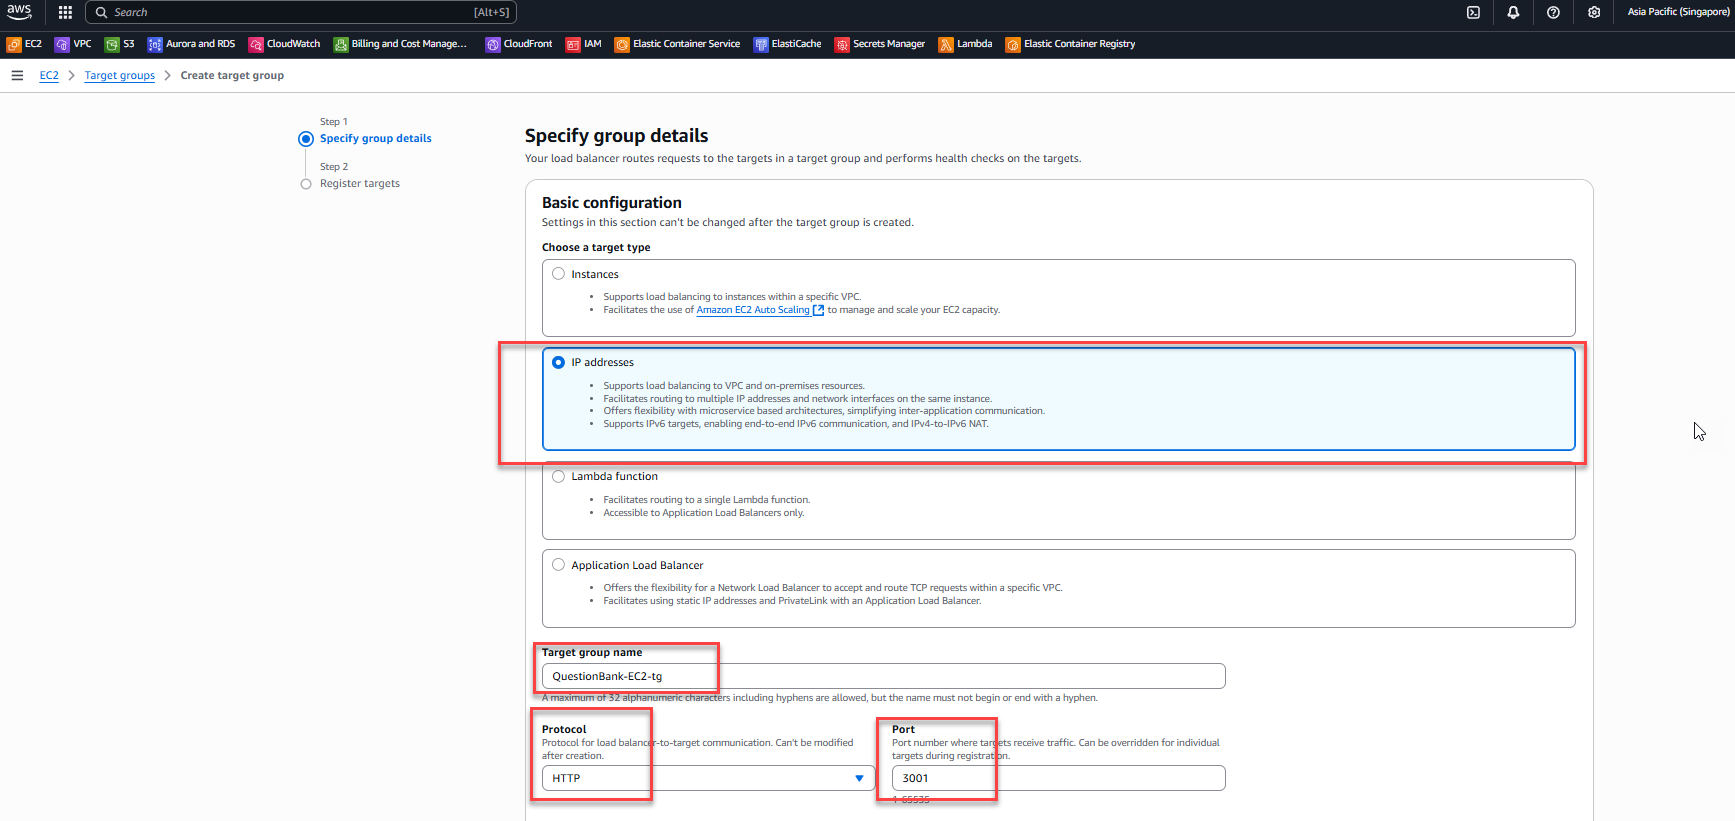 aws
Search [Alt+S]
Asia Pacific (Singapore)
EC2 VPC S3 Aurora and RDS CloudWatch Billing and Cost Manage... CloudFront IAM Elastic Container Service ElastiCache Secrets Manager Lambda Elastic Container Registry
EC2 > Target groups > Create target group
Step 1
Specify group details
Step 2
Register targets
Specify group details
Your load balancer routes requests to the targets in a target group and performs health checks on the targets.
Basic configuration
Settings in this section can't be changed after the target group is created.
Choose a target type
Instances
• Supports load balancing to instances within a specific VPC.
• Facilitates the use of Amazon EC2 Auto Scaling to manage and scale your EC2 capacity.
IP addresses
• Supports load balancing to VPC and on-premises resources.
• Facilitates routing to multiple IP addresses and network interfaces on the same instance.
• Offers flexibility with microservice based architectures, simplifying inter-application communication.
• Supports IPv6 targets, enabling end-to-end IPv6 communication, and IPv4-to-IPv6 NAT.
Lambda function
• Facilitates routing to a single Lambda function.
• Accessible to Application Load Balancers only.
Application Load Balancer
• Offers the flexibility for a Network Load Balancer to accept and route TCP requests within a specific VPC.
• Facilitates using static IP addresses and PrivateLink with an Application Load Balancer.
Target group name
QuestionBank-EC2-tg
A maximum of 32 alphanumeric characters including hyphens are allowed, but the name must not begin or end with a hyphen.
Protocol
Protocol for load balancer-to-target communication. Can't be modified
after creation.
HTTP
Port
Port number where targets receive traffic. Can be overridden for individual
targets during registration.
3001
1-65535